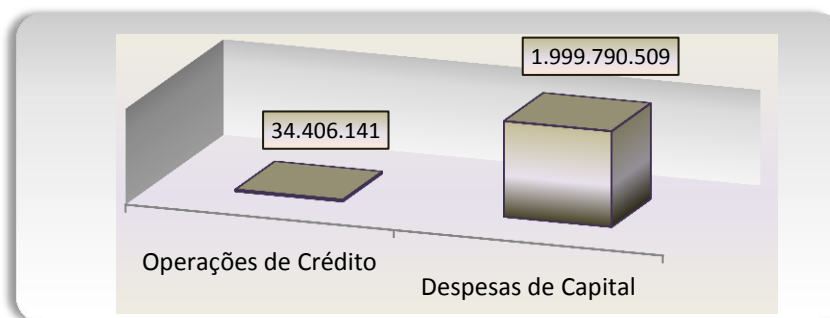 1.999.790.509
34.406.141
Operações de Crédito
Despesas de Capital